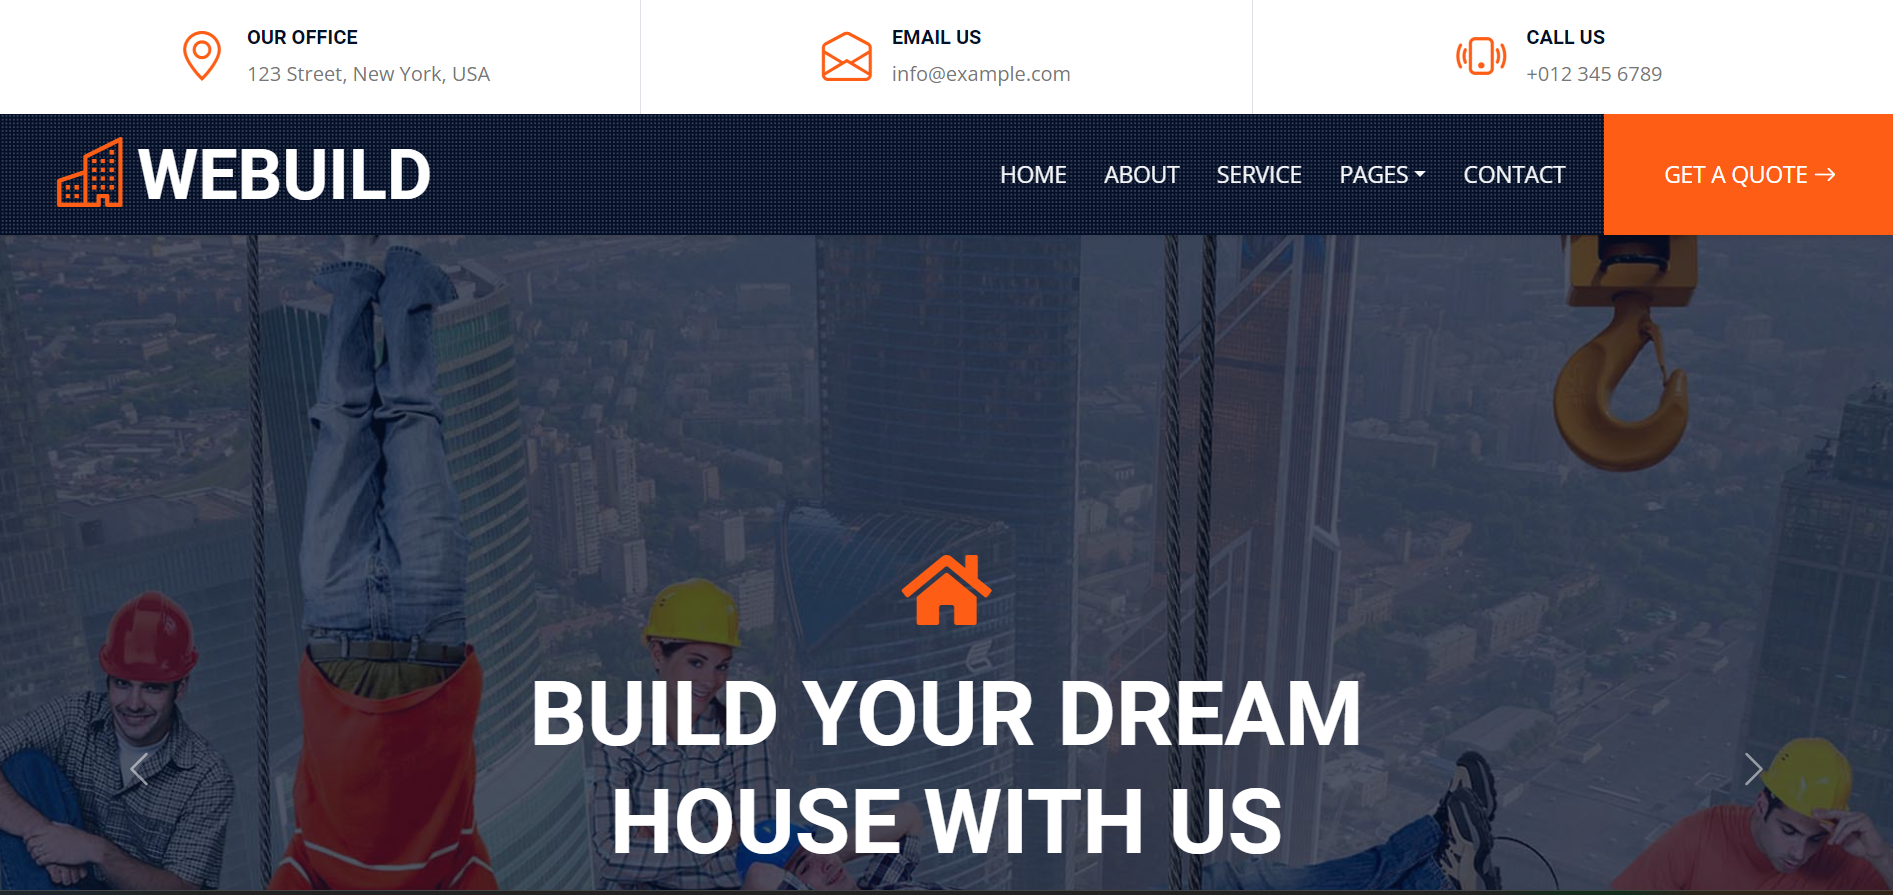 OUR OFFICE
123 Street, New York, USA
EMAIL US
info@example.com
CALL US
+012 345 6789
WEBUILD
HOME
ABOUT
SERVICE
PAGES
CONTACT
GET A QUOTE →
BUILD YOUR DREAM
HOUSE WITH US